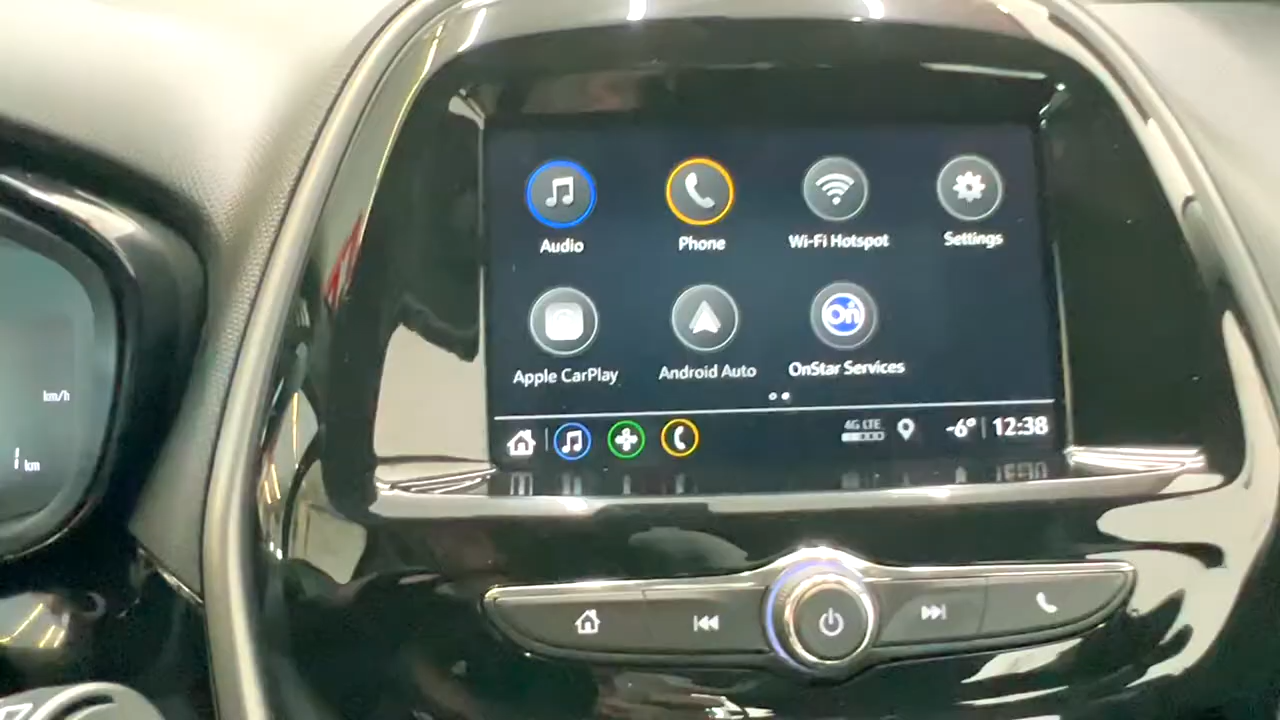 Audio
Phone
Wi-Fi Hotspot
Settings
Apple CarPlay
Android Auto
On
OnStar Services
4G LTE
-6°
12:38
km/h
km